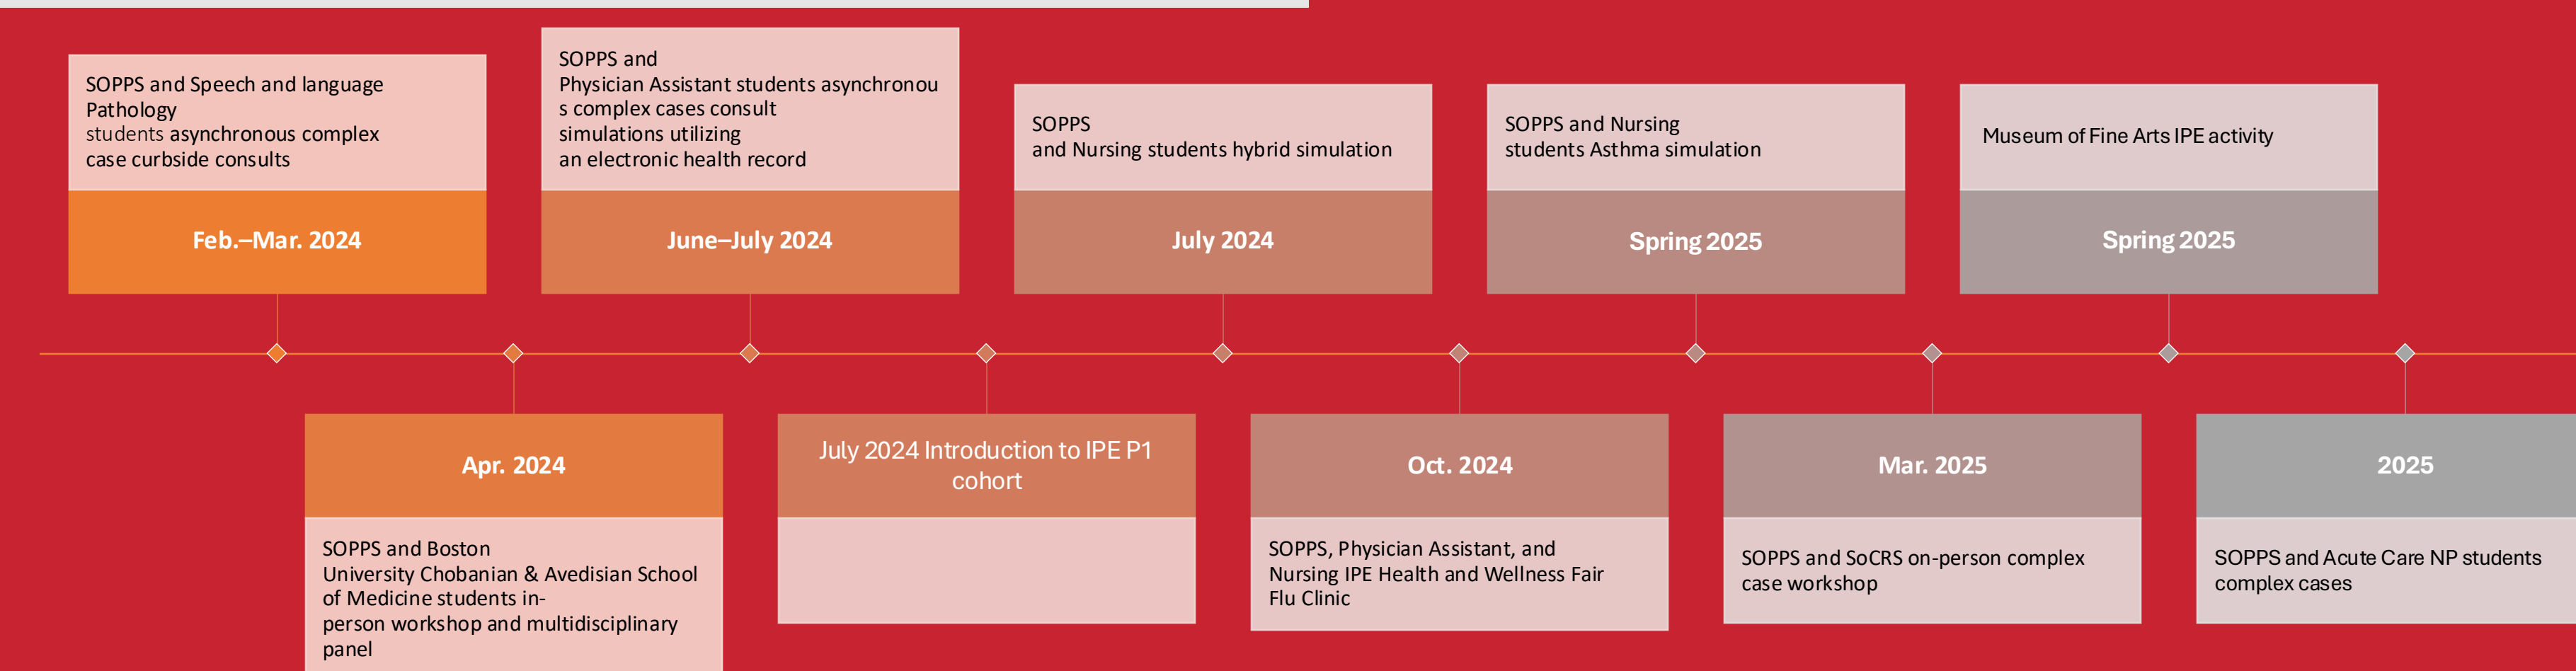 SOPPS and Speech and language
Pathology
students asynchronous complex
case curbside consults
Feb.–Mar. 2024
SOPPS and
Physician Assistant students asynchronou
s complex cases consult
simulations utilizing
an electronic health record
June–July 2024
SOPPS
and Nursing students hybrid simulation
July 2024
SOPPS and Nursing
students Asthma simulation
Spring 2025
Museum of Fine Arts IPE activity
Spring 2025
Apr. 2024
SOPPS and Boston
University Chobanian & Avedisian School
of Medicine students in-
person workshop and multidisciplinary
panel
July 2024 Introduction to IPE P1
cohort
Oct. 2024
SOPPS, Physician Assistant, and
Nursing IPE Health and Wellness Fair
Flu Clinic
Mar. 2025
SOPPS and SoCRS on-person complex
case workshop
2025
SOPPS and Acute Care NP students
complex cases